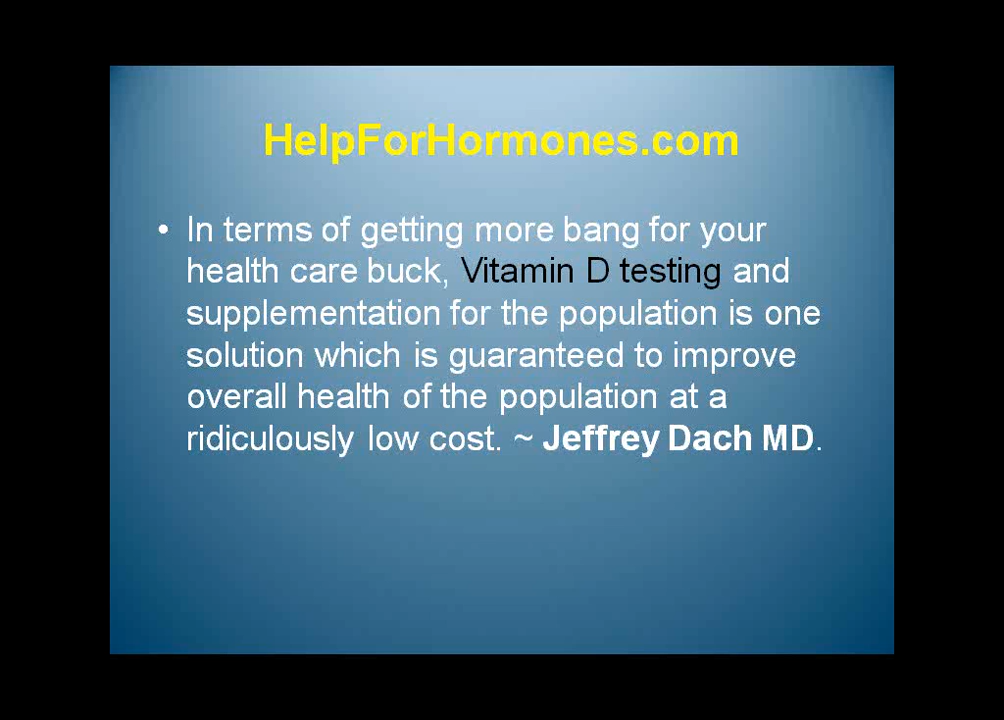 HelpForHormones.com
• In terms of getting more bang for your
health care buck, Vitamin D testing and
supplementation for the population is one
solution which is guaranteed to improve
overall health of the population at a
ridiculously low cost. ~ Jeffrey Dach MD.